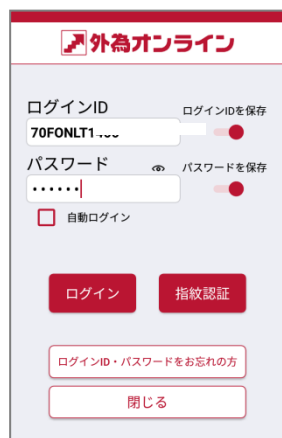 外為オンライン
ログインID
ログインIDを保存
パスワード
パスワードを保存
••••••
自動ログイン
ログイン
指紋認証
ログインID・パスワードをお忘れの方
閉じる